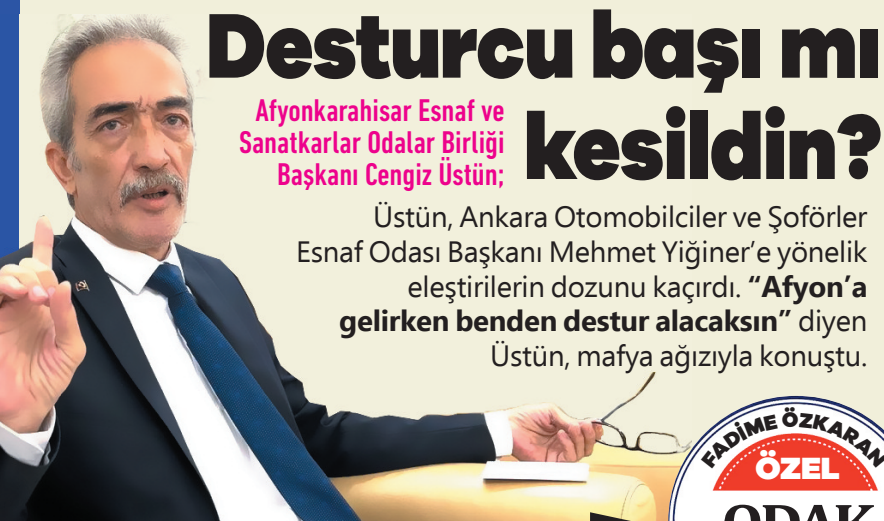 Desturcu başı mı
kesildin?
Afyonkarahisar Esnaf ve
Sanatkarlar Odalar Birliği
Başkanı Cengiz Üstün;
Üstün, Ankara Otomobilciler ve Şoförler
Esnaf Odası Başkanı Mehmet Yiğiner’e yönelik
eleştirilerin dozunu kaçırdı. “Afyon’a
gelirken benden destur alacaksın” diyen
Üstün, mafya ağızıyla konuştu.
FADİME ÖZKARAN
ÖZEL
ODAK